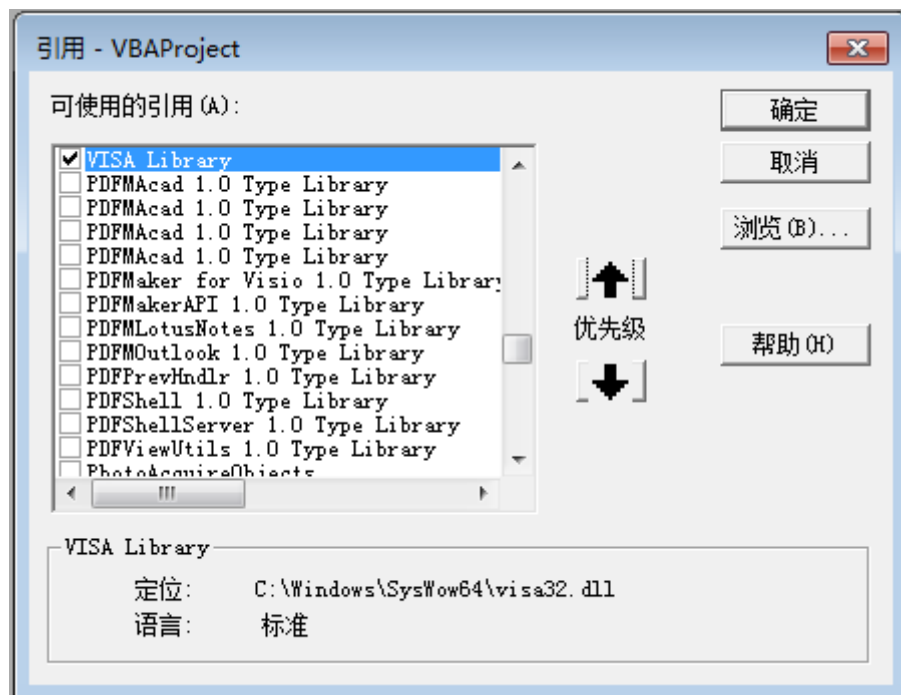 引用 - VBAProject
可使用的引用(A):
VISA Library
PDFMAcad 1.0 Type Library
PDFMAcad 1.0 Type Library
PDFMAcad 1.0 Type Library
PDFMAcad 1.0 Type Library
PDFMaker for Visio 1.0 Type Library
PDFMakerAPI 1.0 Type Library
PDFMLotusNotes 1.0 Type Library
PDFMOutlook 1.0 Type Library
PDFPrevHndlr 1.0 Type Library
PDFShell 1.0 Type Library
PDFShellServer 1.0 Type Library
PDFViewUtils 1.0 Type Library
PhotoAcquireObjects
优先级
确定
取消
浏览(B)...
帮助(H)
VISA Library
定位: C:\Windows\SysWow64\visa32.dll
语言: 标准